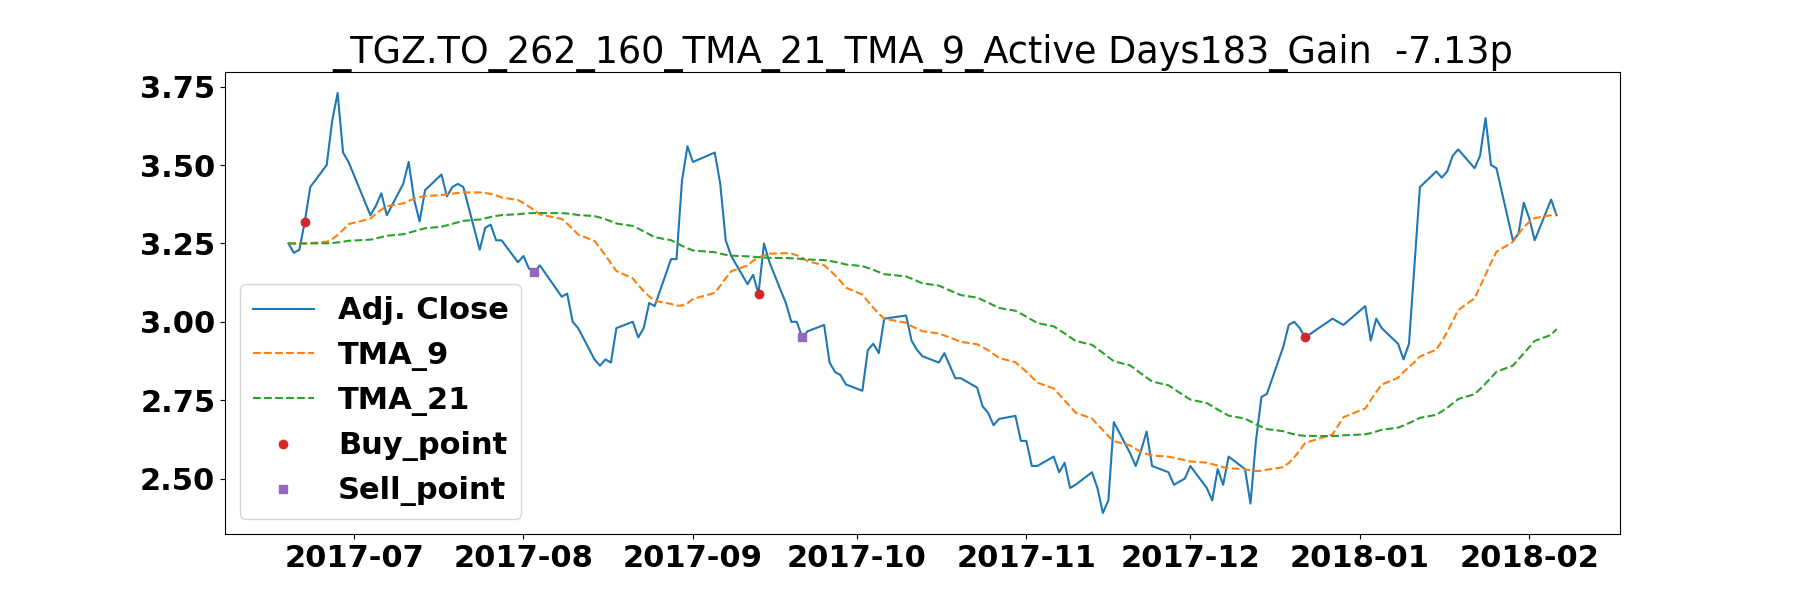 _TGZ.TO_262_160_TMA_21_TMA_9_Active Days183_Gain  -7.13p
3.75
3.50
3.25
3.00
2.75
2.50
Adj. Close
TMA_9
TMA_21
Buy_point
Sell_point
2017-07 2017-08 2017-09 2017-10 2017-11 2017-12 2018-01 2018-02